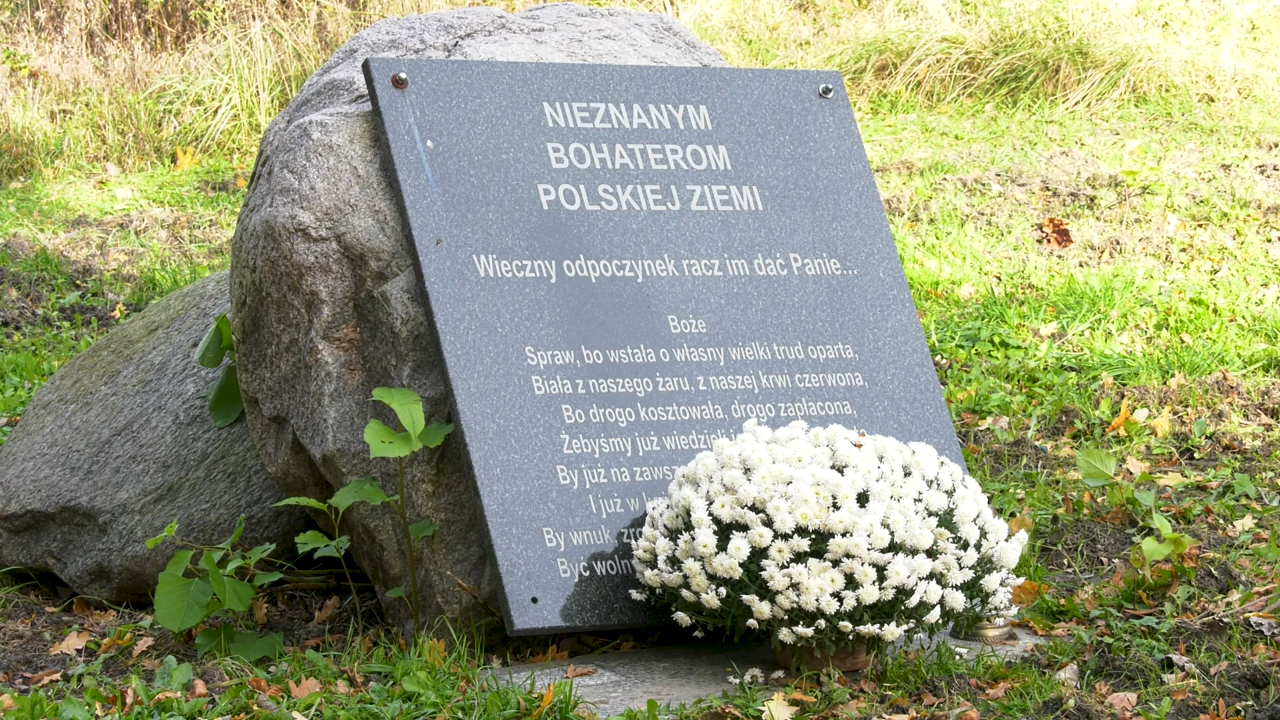 NIEZNANYM
BOHATEROM
POLSKIEJ ZIEMI
Wieczny odpoczynek racz im dać Panie...
Boże
Spraw, bo wstała o własny wielki trud oparta,
Biała z naszego żaru, z naszej krwi czerwona,
Bo drogo kosztowała, drogo zapłacona,
Żebyśmy już wiedzieli
By już na zawsze
I już w
By wnuk,
Być